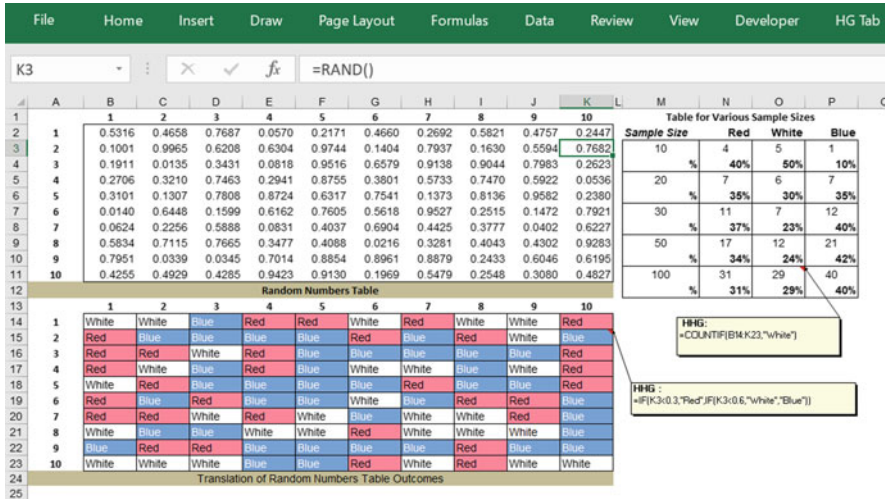 File Home Insert Draw Page Layout Formulas Data Review View Developer HG Tab
K3 fx =RAND()
A B C D E F G H I J K L M N O P
1 1 2 3 4 5 6 7 8 9 10 Table for Various Sample Sizes
2 1 0.5316 0.4658 0.7687 0.0570 0.2171 0.4660 0.2692 0.5821 0.4757 0.2447 Sample Size Red White Blue
3 2 0.1001 0.9965 0.6208 0.6304 0.9744 0.1404 0.7937 0.1630 0.5594 0.7682 10 4 5 1
4 3 0.1911 0.0135 0.3431 0.0818 0.9516 0.6579 0.9138 0.9044 0.7983 0.2623 % 40% 50% 10%
5 4 0.2706 0.3210 0.7463 0.2941 0.8755 0.3801 0.5733 0.7470 0.5922 0.0536 20 7 6 7
6 5 0.3101 0.1307 0.7808 0.8724 0.6317 0.7541 0.1373 0.8136 0.9582 0.2380 % 35% 30% 35%
7 6 0.0140 0.6448 0.1599 0.6162 0.7605 0.5618 0.9527 0.2515 0.1472 0.7921 30 11 7 12
8 7 0.0624 0.2256 0.5888 0.0831 0.4037 0.6904 0.4425 0.3777 0.0402 0.6227 % 37% 23% 40%
9 8 0.5834 0.7115 0.7665 0.3477 0.4088 0.0216 0.3281 0.4043 0.4302 0.9283 50 17 12 21
10 9 0.7951 0.0339 0.0345 0.7014 0.8854 0.8961 0.8879 0.2433 0.6046 0.6195 % 34% 24% 42%
11 10 0.4255 0.4929 0.4285 0.9423 0.9130 0.1969 0.5479 0.2548 0.3080 0.4827 100 31 29 40
12 Random Numbers Table % 31% 29% 40%
13 1 2 3 4 5 6 7 8 9 10
14 1 White White Blue Red Red White Red White White Red
15 2 Red Blue Blue Blue Blue Red Blue Red White Blue
16 3 Red Red White Red Blue Blue Blue Blue Blue Red
17 4 Red White Blue Red Blue White White Blue White Red
18 5 White Red Blue Blue Blue Blue Red Blue Blue Red
19 6 Red Blue Red Blue Blue White Blue Red Red Blue
20 7 Red Red White Red White Blue White White Red Blue
21 8 White Blue Blue White White Red White White White Blue
22 9 Blue Red Red Blue Blue Blue Blue Red Blue Blue
23 10 White White White Blue Blue Red White Red White White
24 Translation of Random Numbers Table Outcomes
25
HHG:
=COUNTIF(B14:K23,"White")
HHG :
=IF(K3<0.3,"Red",IF(K3<0.6,"White","Blue"))